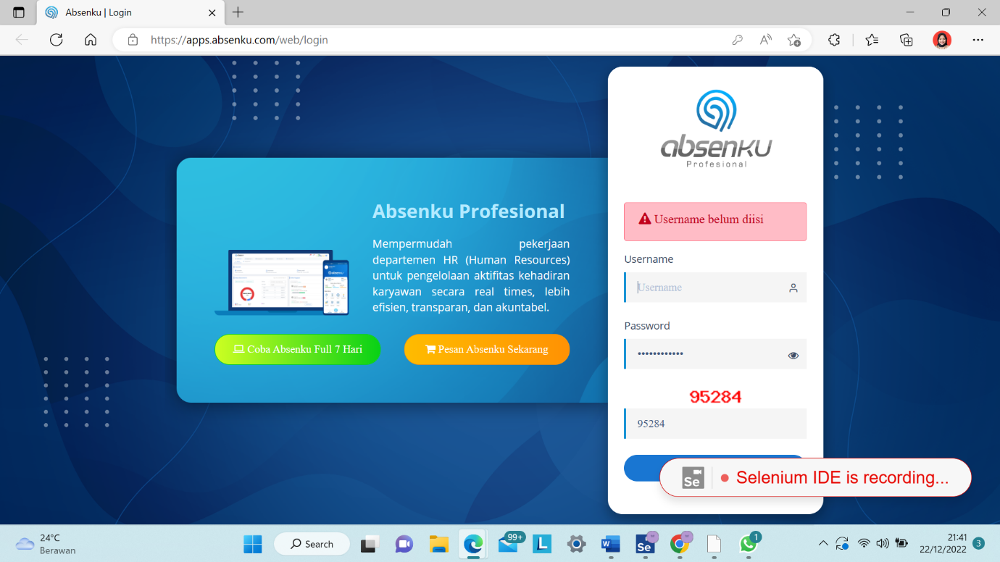 Absenku | Login
https://apps.absenku.com/web/login
absenku
Profesional
Absenku Profesional
Mempermudah pekerjaan
departemen HR (Human Resources)
untuk pengelolaan aktifitas kehadiran
karyawan secara real times, lebih
efisien, transparan, dan akuntabel.
absenku
Coba Absenku Full 7 Hari
Pesan Absenku Sekarang
Username belum diisi
Username
Username
Password
••••••••••••
95284
95284
Se
Selenium IDE is recording...
24°C
Berawan
Search
99+
L
W
Se
1
21:41
22/12/2022
3